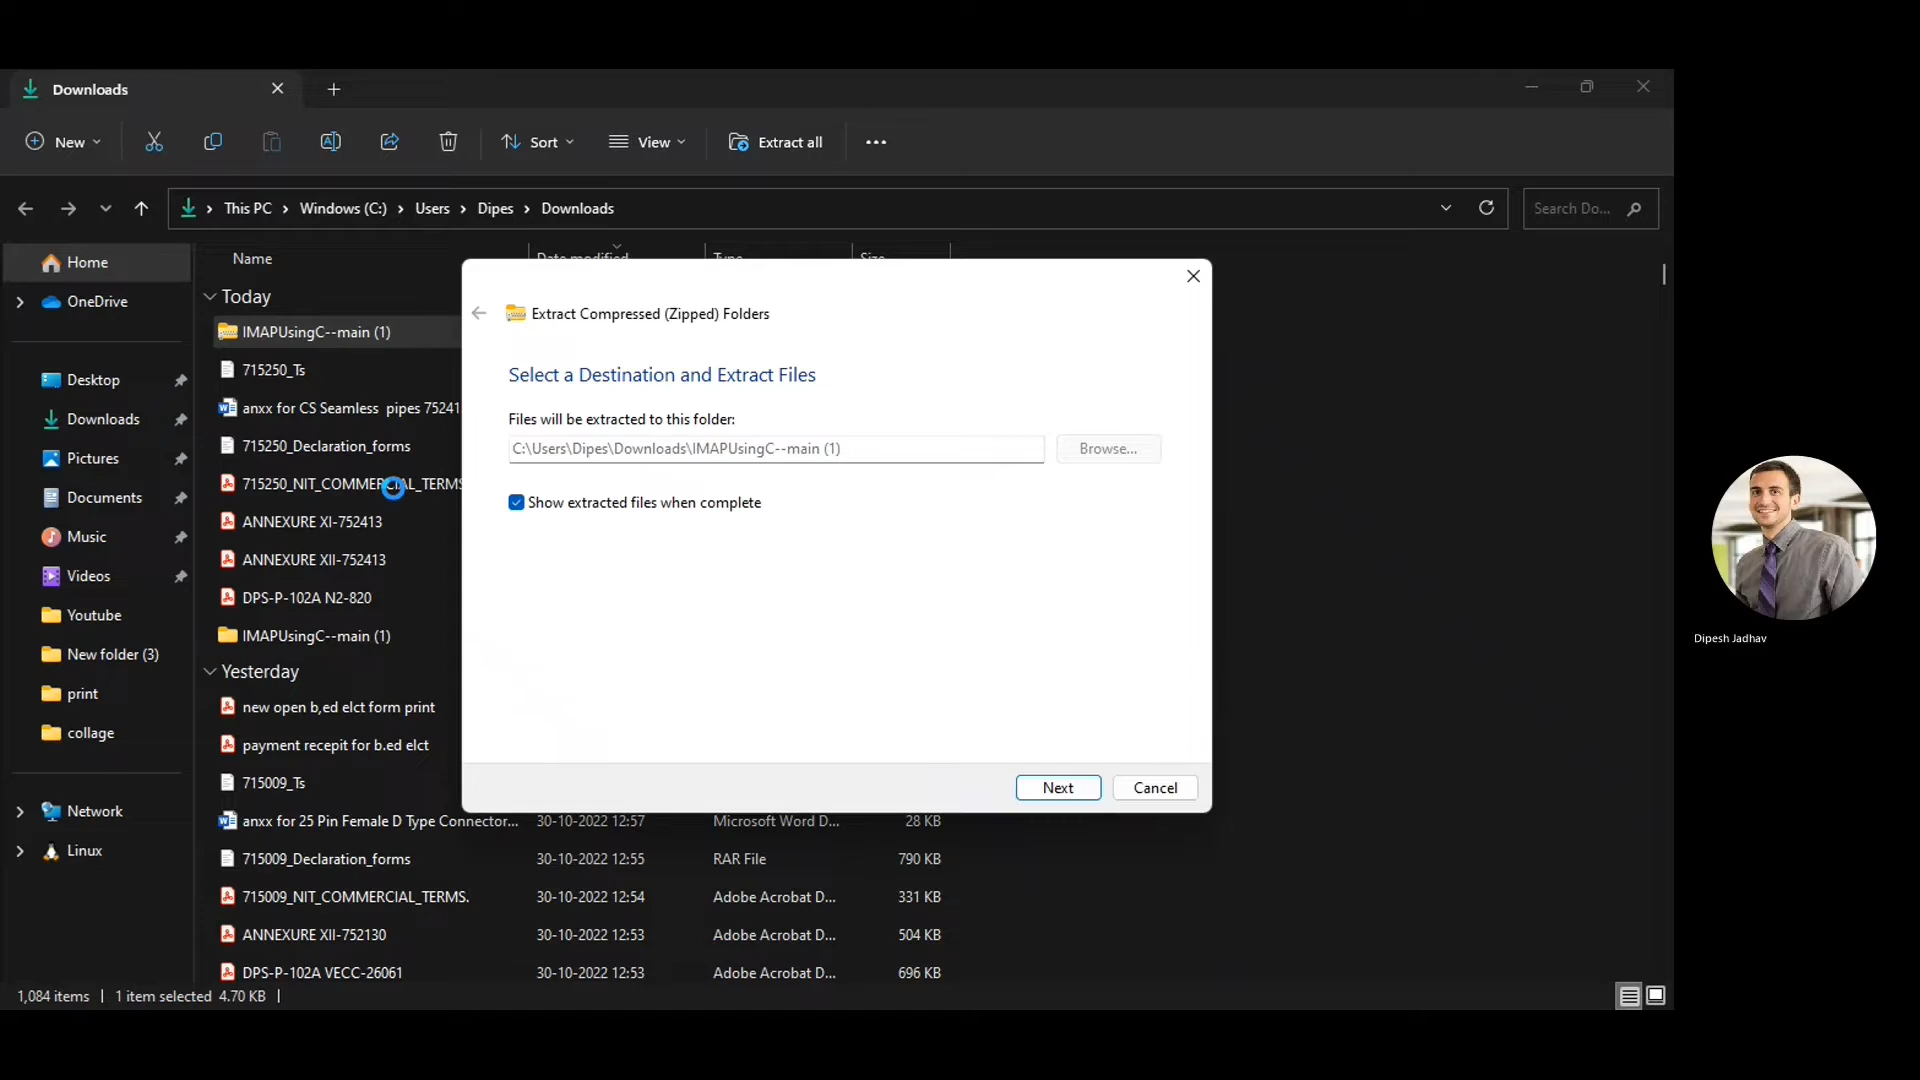 Downloads
New
Sort
View
Extract all
This PC
Windows (C:)
Users
Dipes
Downloads
Search Do...
Home
OneDrive
Desktop
Downloads
Pictures
Documents
Music
Videos
Youtube
New folder (3)
print
collage
Network
Linux
Name
Date modified
Type
Size
Today
IMAPUsingC--main (1)
715250_Ts
anxx for CS Seamless pipes 75241
715250_Declaration_forms
715250_NIT_COMMERCIAL_TERMS
ANNEXURE XI-752413
ANNEXURE XII-752413
DPS-P-102A N2-820
IMAPUsingC--main (1)
Yesterday
new open b,ed elct form print
payment recepit for b.ed elct
715009_Ts
anxx for 25 Pin Female D Type Connector... 30-10-2022 12:57 Microsoft Word D... 28 KB
715009_Declaration_forms 30-10-2022 12:55 RAR File 790 KB
715009_NIT_COMMERCIAL_TERMS. 30-10-2022 12:54 Adobe Acrobat D... 331 KB
ANNEXURE XII-752130 30-10-2022 12:53 Adobe Acrobat D... 504 KB
DPS-P-102A VECC-26061 30-10-2022 12:53 Adobe Acrobat D... 696 KB
Extract Compressed (Zipped) Folders
Select a Destination and Extract Files
Files will be extracted to this folder:
C:\Users\Dipes\Downloads\IMAPUsingC--main (1)
Browse...
Show extracted files when complete
Next
Cancel
1,084 items
1 item selected 4.70 KB
Dipesh Jadhav